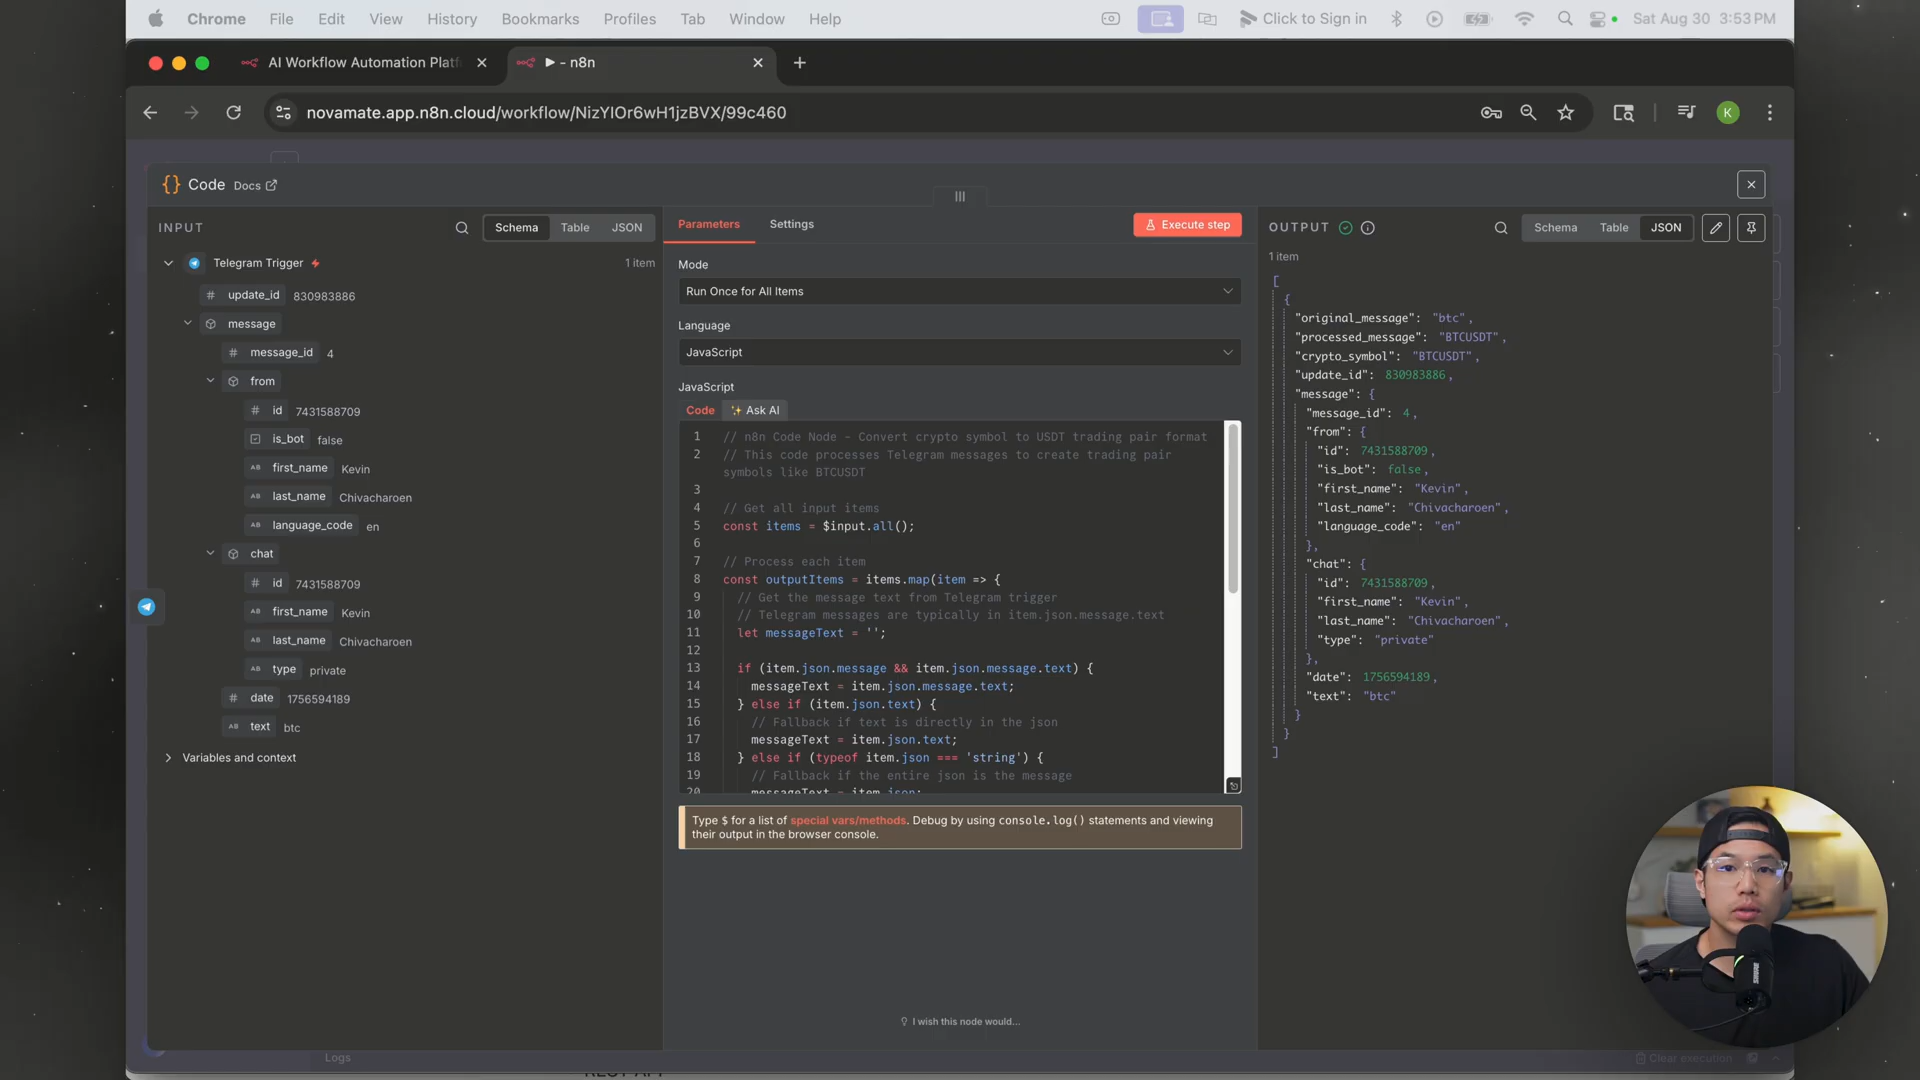 Chrome File Edit View History Bookmarks Profiles Tab Window Help Click to Sign in Sat Aug 30 3:53 PM
AI Workflow Automation Platf
- n8n
novamate.app.n8n.cloud/workflow/NizYIOr6wH1jzBVX/99c460
K
{} Code Docs
INPUT Schema Table JSON
Telegram Trigger 1 item
# update_id 830983886
message
# message_id 4
from
# id 7431588709
is_bot false
AB first_name Kevin
AB last_name Chivacharoen
AB language_code en
chat
# id 7431588709
AB first_name Kevin
AB last_name Chivacharoen
AB type private
# date 1756594189
AB text btc
Variables and context
Parameters Settings Execute step
Mode
Run Once for All Items
Language
JavaScript
JavaScript
Code Ask AI
1 // n8n Code Node - Convert crypto symbol to USDT trading pair format
2 // This code processes Telegram messages to create trading pair
symbols like BTCUSDT
3
4 // Get all input items
5 const items = $input.all();
6
7 // Process each item
8 const outputItems = items.map(item => {
9 // Get the message text from Telegram trigger
10 // Telegram messages are typically in item.json.message.text
11 let messageText = '';
12
13 if (item.json.message && item.json.message.text) {
14 messageText = item.json.message.text;
15 } else if (item.json.text) {
16 // Fallback if text is directly in the json
17 messageText = item.json.text;
18 } else if (typeof item.json === 'string') {
19 // Fallback if the entire json is the message
20 messageText = item.json;
Type $ for a list of special vars/methods. Debug by using console.log() statements and viewing
their output in the browser console.
I wish this node would...
OUTPUT Schema Table JSON
1 item
[
{
"original_message": "btc",
"processed_message": "BTCUSDT",
"crypto_symbol": "BTCUSDT",
"update_id": 830983886,
"message": {
"message_id": 4,
"from": {
"id": 7431588709,
"is_bot": false,
"first_name": "Kevin",
"last_name": "Chivacharoen",
"language_code": "en"
},
"chat": {
"id": 7431588709,
"first_name": "Kevin",
"last_name": "Chivacharoen",
"type": "private"
},
"date": 1756594189,
"text": "btc"
}
}
]
Logs
Clear execution